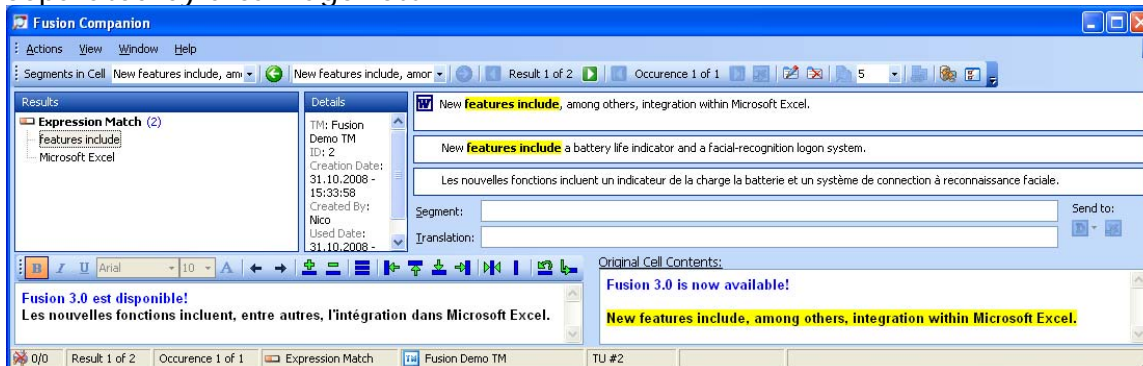 Fusion Companion
Actions View Window Help
Segments in Cell New features include, am New features include, amor Result 1 of 2 Occurence 1 of 1 5
Results
Expression Match (2)
features include
Microsoft Excel
Details
TM: Fusion
Demo TM
ID: 2
Creation Date:
31.10.2008 -
15:33:58
Created By:
Nico
Used Date:
31.10.2008 -
New features include, among others, integration within Microsoft Excel.
New features include a battery life indicator and a facial-recognition logon system.
Les nouvelles fonctions incluent un indicateur de la charge la batterie et un système de connection à reconnaissance faciale.
Segment:
Translation:
Send to:
B I U Arial 10 A
Fusion 3.0 est disponible!
Les nouvelles fonctions incluent, entre autres, l'intégration dans Microsoft Excel.
Original Cell Contents:
Fusion 3.0 is now available!
New features include, among others, integration within Microsoft Excel.
0/0 Result 1 of 2 Occurence 1 of 1 Expression Match Fusion Demo TM TU #2